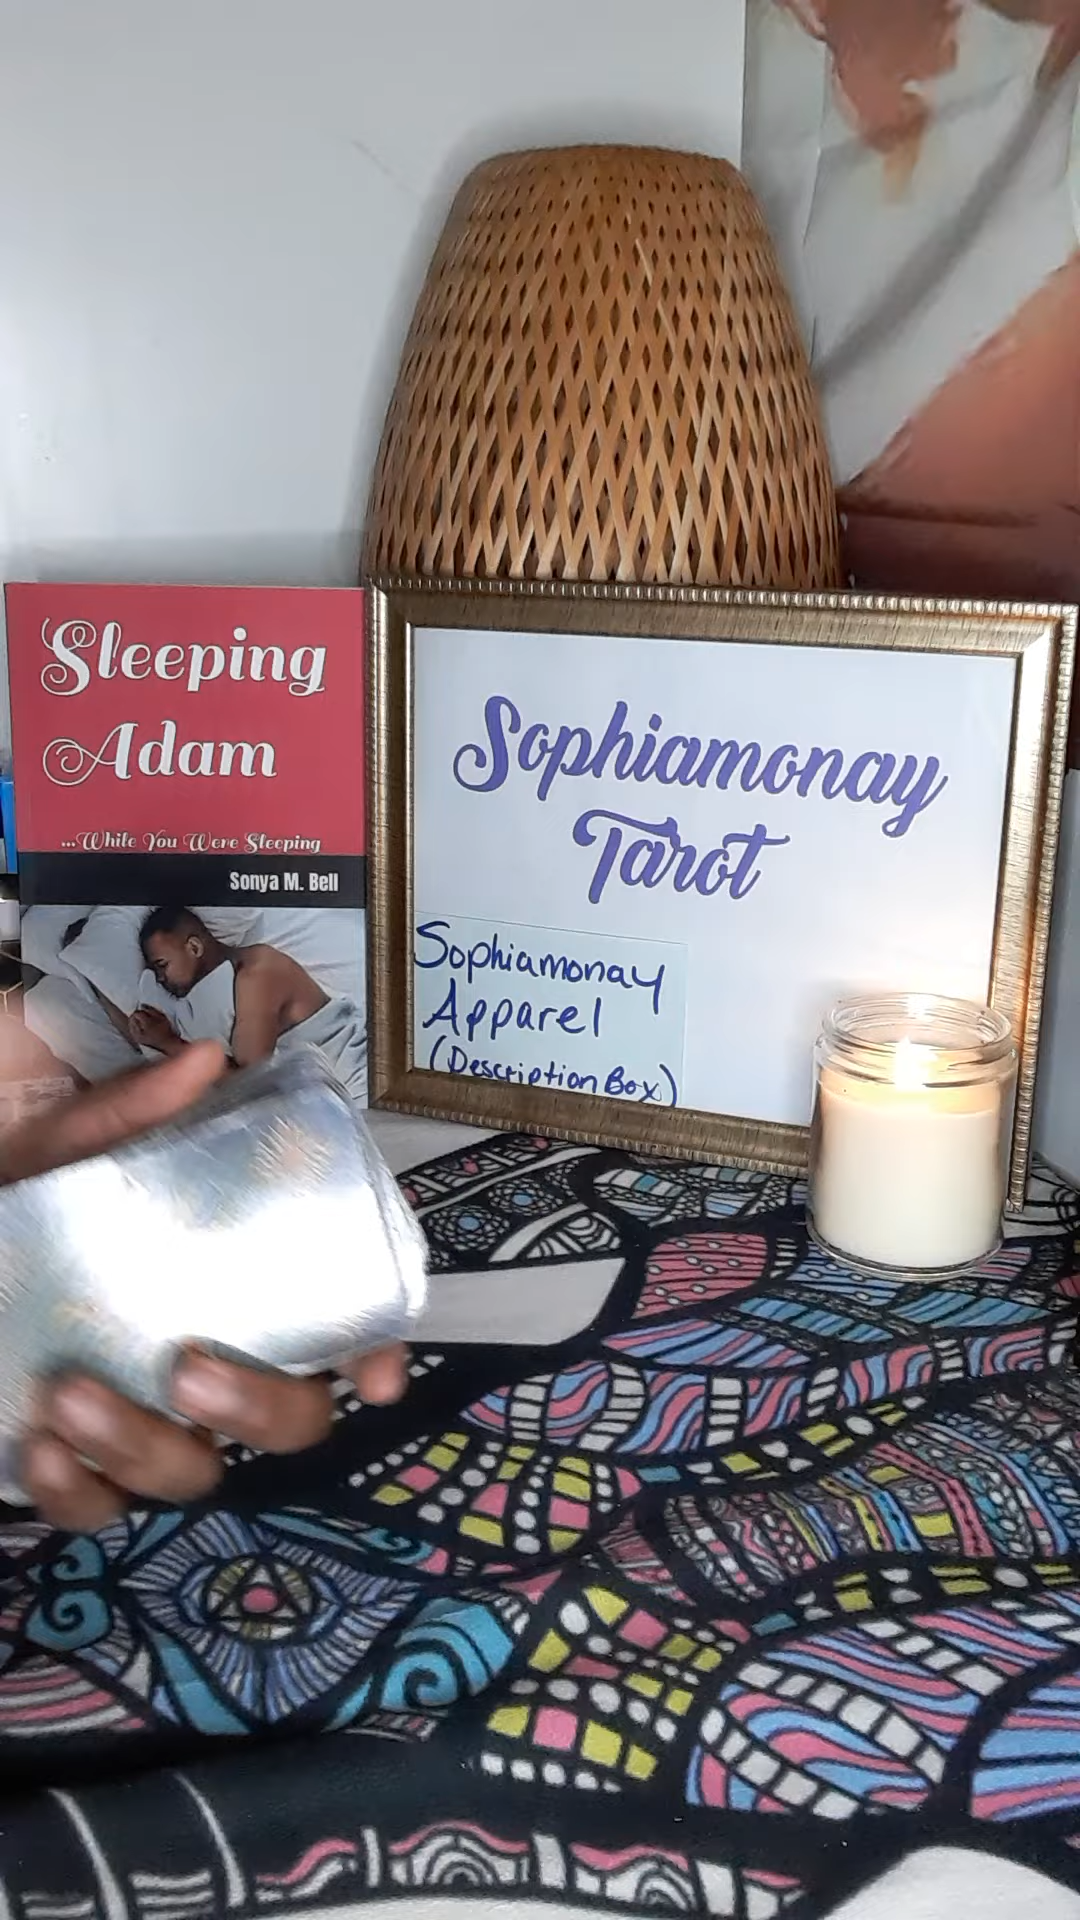 Sleeping
Adam
...While You Were Sleeping
Sonya M. Bell
Sophiamonay
Tarot
Sophiamonay
Apparel
(Description Box)